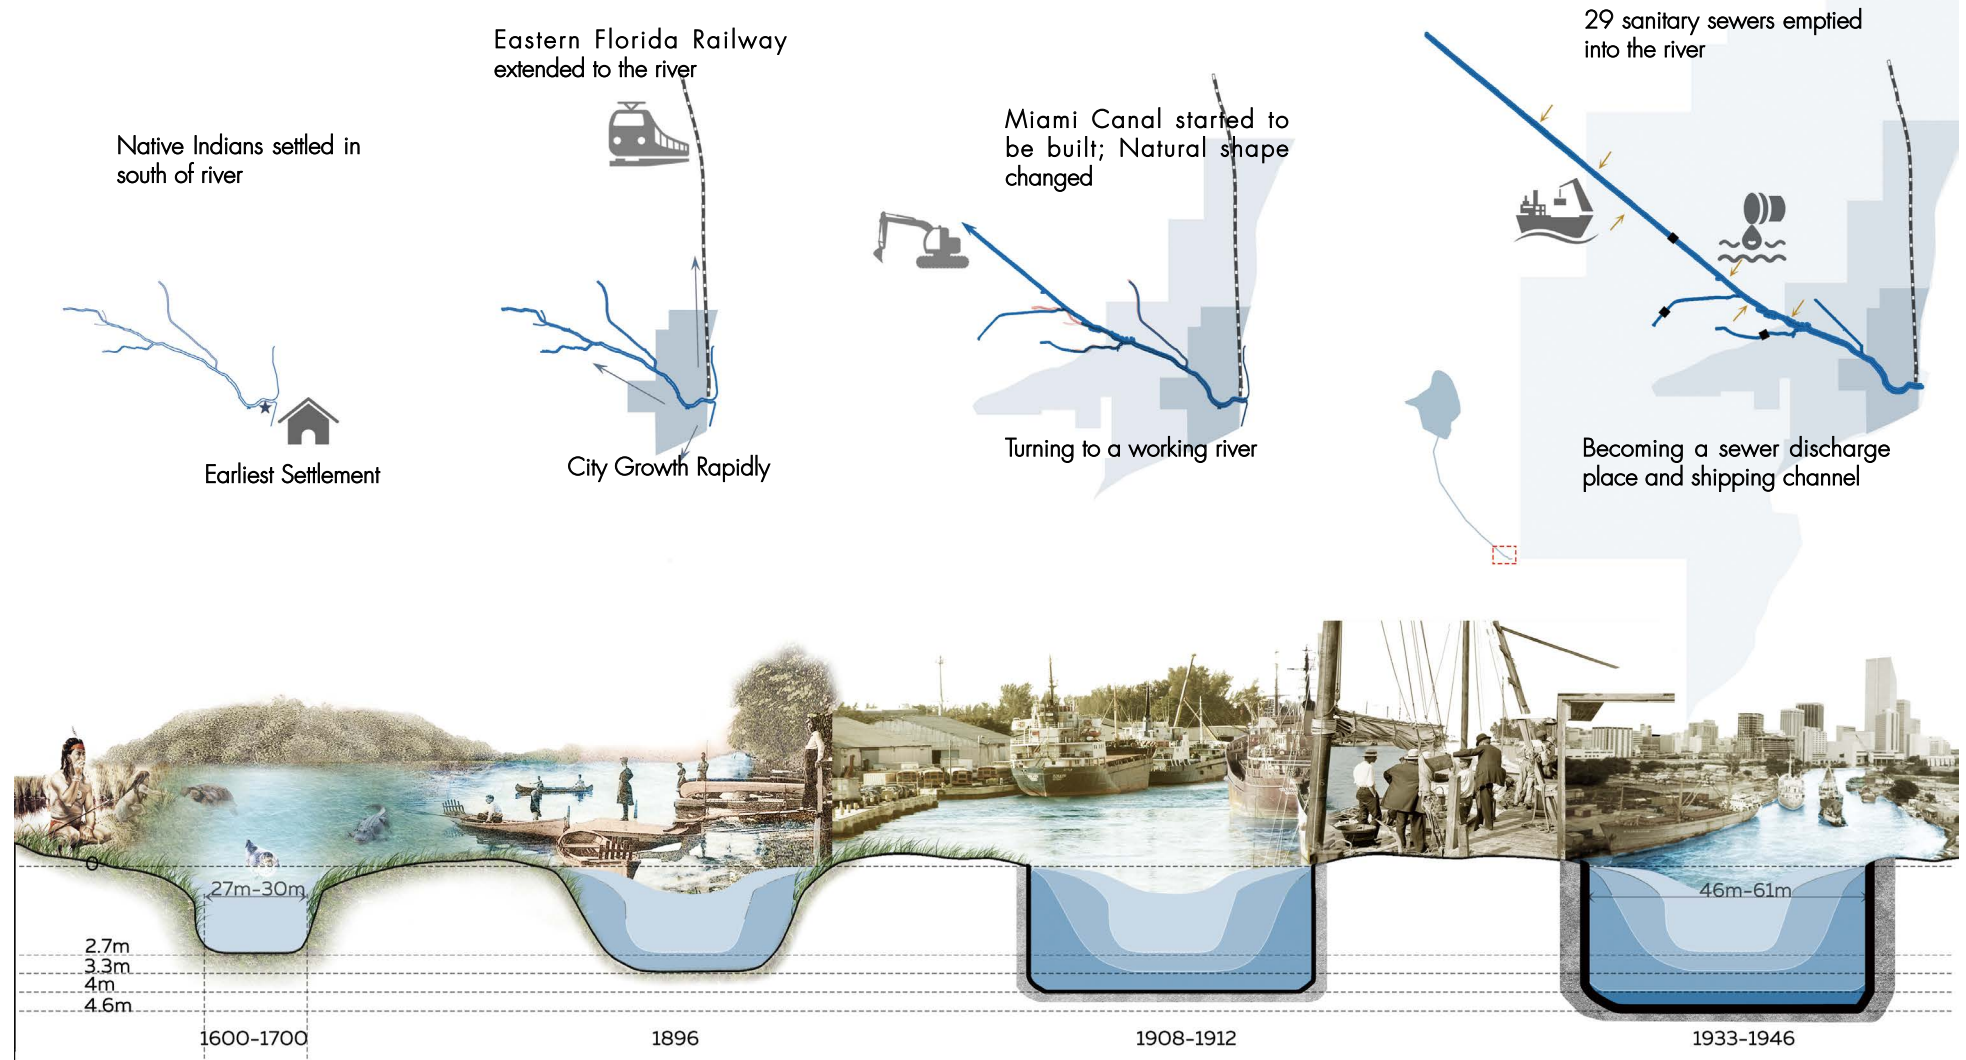 Native Indians settled in
south of river
Earliest Settlement
Eastern Florida Railway
extended to the river
City Growth Rapidly
Miami Canal started to
be built; Natural shape
changed
Turning to a working river
29 sanitary sewers emptied
into the river
Becoming a sewer discharge
place and shipping channel
0
27m-30m
46m-61m
2.7m
3.3m
4m
4.6m
1600-1700
1896
1908-1912
1933-1946